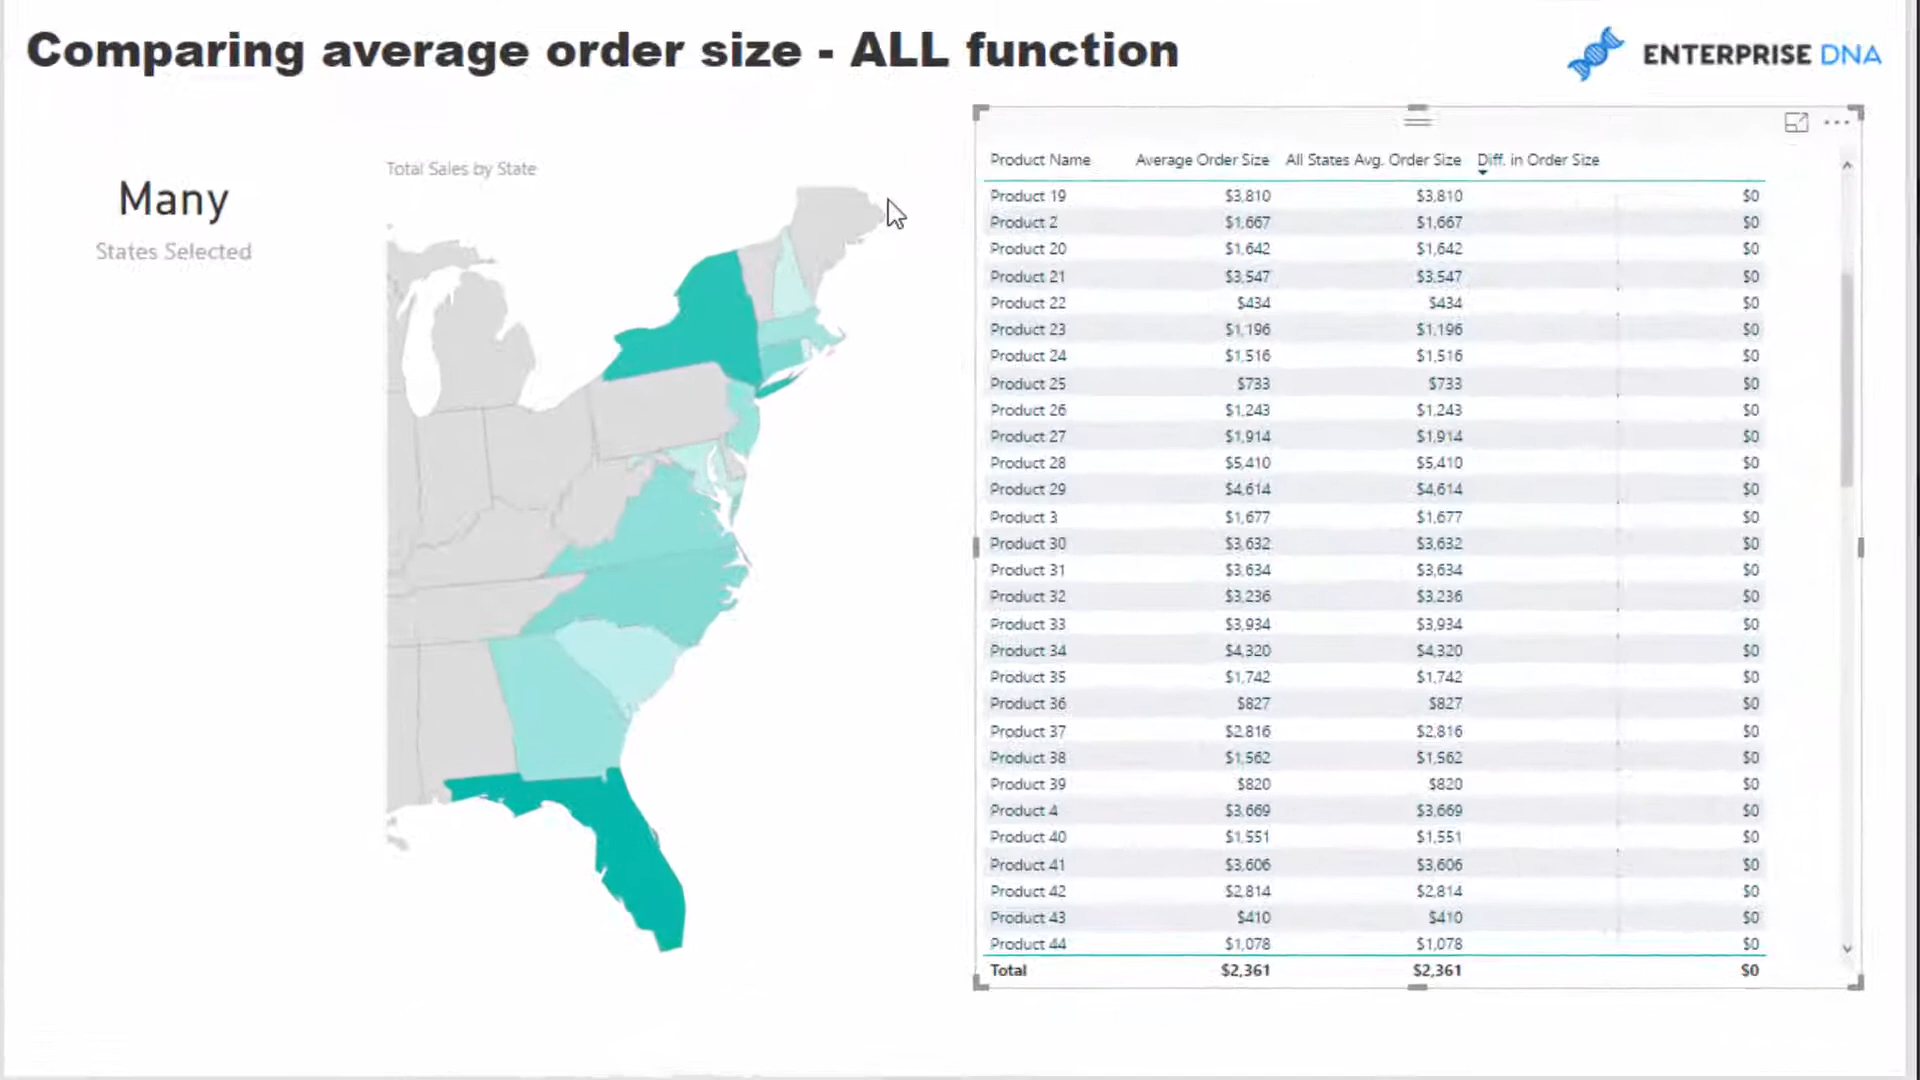 Comparing average order size - ALL function
ENTERPRISE DNA
Many
States Selected
Total Sales by State
Product Name Average Order Size All States Avg. Order Size Diff. in Order Size
Product 19 $3,810 $3,810 $0
Product 2 $1,667 $1,667 $0
Product 20 $1,642 $1,642 $0
Product 21 $3,547 $3,547 $0
Product 22 $434 $434 $0
Product 23 $1,196 $1,196 $0
Product 24 $1,516 $1,516 $0
Product 25 $733 $733 $0
Product 26 $1,243 $1,243 $0
Product 27 $1,914 $1,914 $0
Product 28 $5,410 $5,410 $0
Product 29 $4,614 $4,614 $0
Product 3 $1,677 $1,677 $0
Product 30 $3,632 $3,632 $0
Product 31 $3,634 $3,634 $0
Product 32 $3,236 $3,236 $0
Product 33 $3,934 $3,934 $0
Product 34 $4,320 $4,320 $0
Product 35 $1,742 $1,742 $0
Product 36 $827 $827 $0
Product 37 $2,816 $2,816 $0
Product 38 $1,562 $1,562 $0
Product 39 $820 $820 $0
Product 4 $3,669 $3,669 $0
Product 40 $1,551 $1,551 $0
Product 41 $3,606 $3,606 $0
Product 42 $2,814 $2,814 $0
Product 43 $410 $410 $0
Product 44 $1,078 $1,078 $0
Total $2,361 $2,361 $0